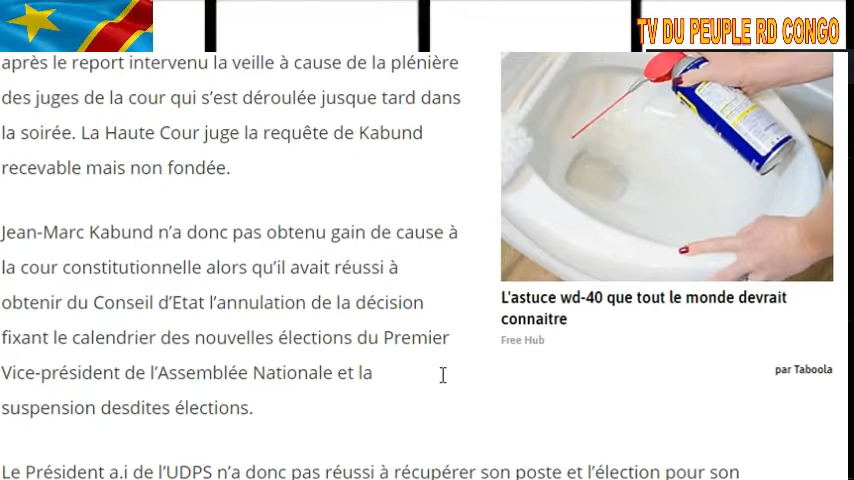 TV DU PEUPLE RD CONGO
après le report intervenu la veille à cause de la plénière
des juges de la cour qui s’est déroulée jusque tard dans
la soirée. La Haute Cour juge la requête de Kabund
recevable mais non fondée.
Jean-Marc Kabund n’a donc pas obtenu gain de cause à
la cour constitutionnelle alors qu’il avait réussi à
obtenir du Conseil d’Etat l’annulation de la décision
fixant le calendrier des nouvelles élections du Premier
Vice-président de l’Assemblée Nationale et la
suspension desdites élections.
Le Président a.i de l’UDPS n’a donc pas réussi à récupérer son poste et l’élection pour son
L'astuce wd-40 que tout le monde devrait
connaitre
Free Hub
par Taboola